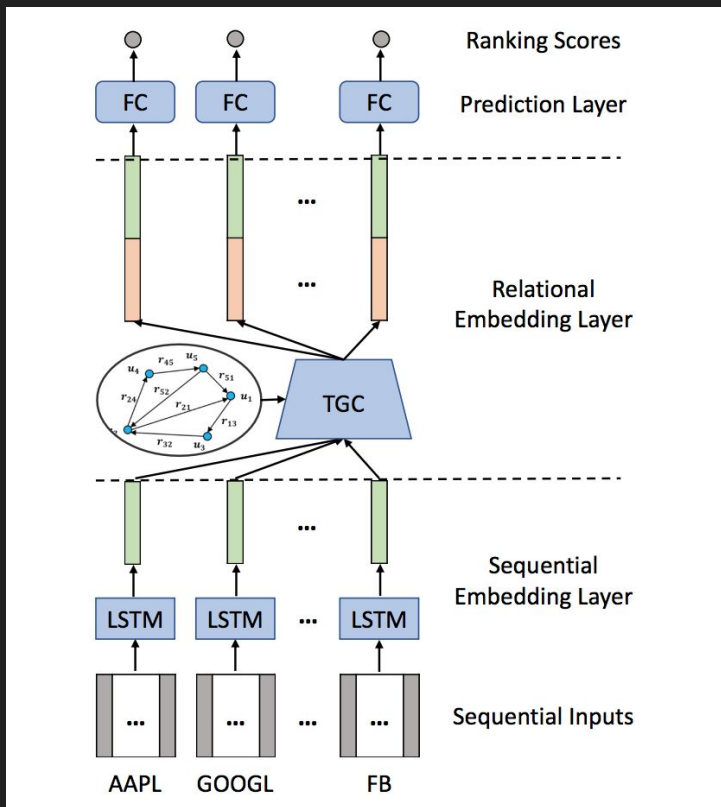 Ranking Scores
FC FC FC Prediction Layer
...
...
Relational
Embedding Layer
u4 r45 u5
r51
r24 r52 r21 u1
r13
r32 u3
TGC
...
Sequential
Embedding Layer
LSTM LSTM ... LSTM
... ... ... ... Sequential Inputs
AAPL GOOGL FB